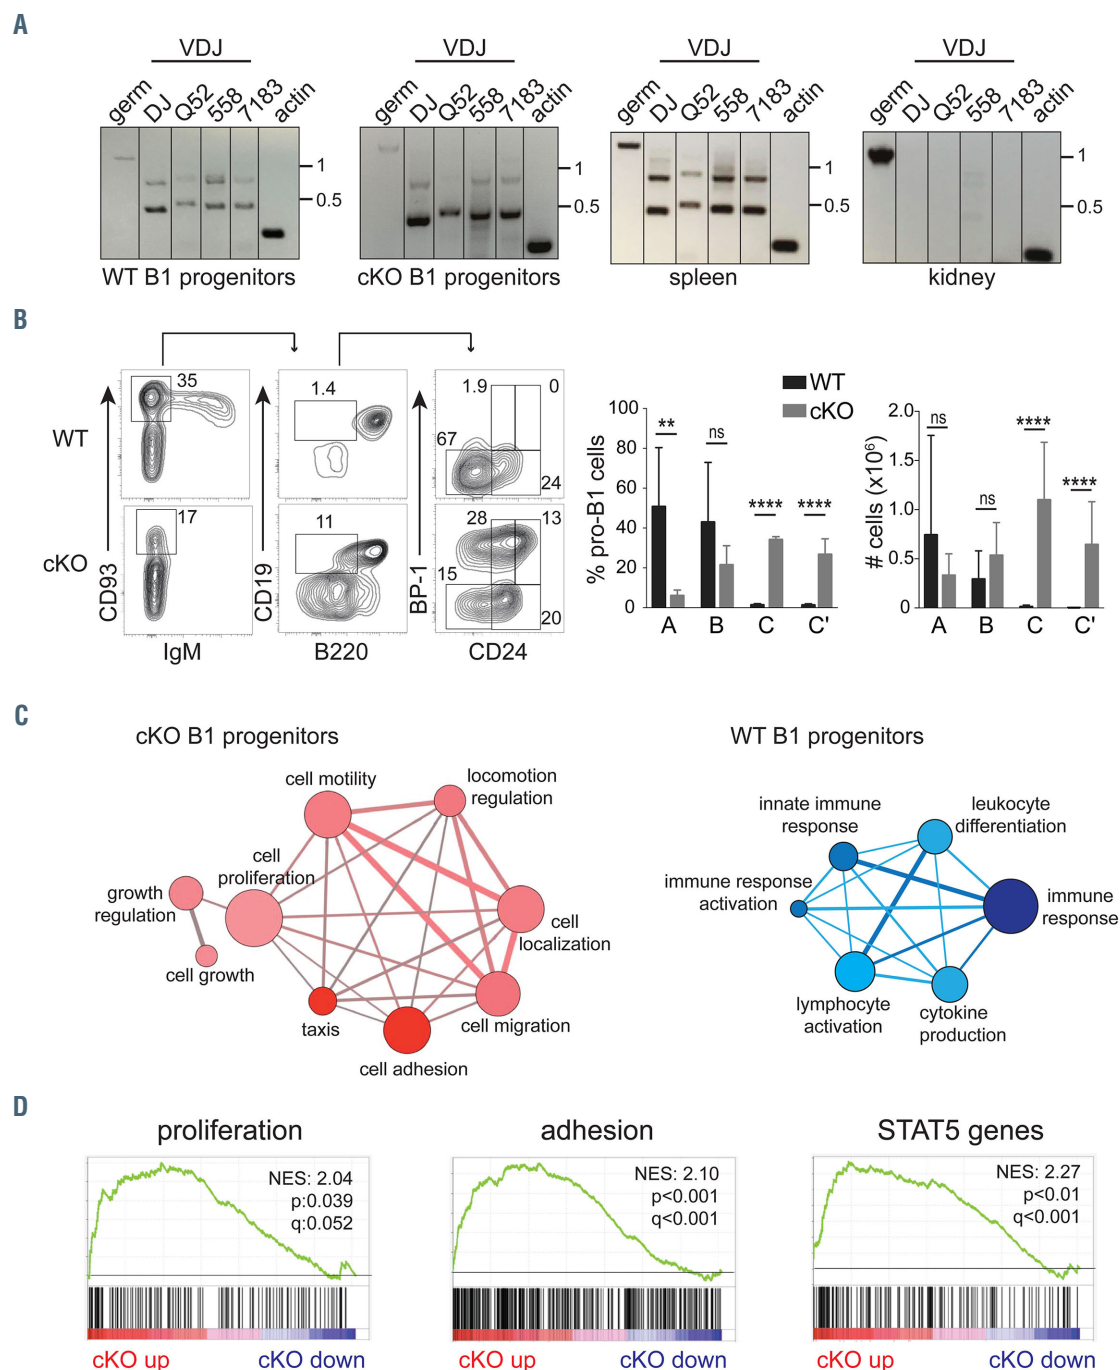 A
VDJ
VDJ
VDJ
VDJ
germ DJ Q52 558 7183 actin
germ DJ Q52 558 7183 actin
germ DJ Q52 558 7183 actin
germ DJ Q52 558 7183 actin
1
0.5
1
0.5
1
0.5
1
0.5
WT B1 progenitors
cKO B1 progenitors
spleen
kidney
B
WT
cKO
35
17
CD93
IgM
1.4
11
CD19
B220
1.9
0
67
24
28
13
15
20
BP-1
CD24
WT
cKO
% pro-B1 cells
100
80
60
40
20
0
**
ns
****
****
A B C C'
# cells (x10⁶)
2.0
1.5
1.0
0.5
0
ns
ns
****
****
A B C C'
C
cKO B1 progenitors
cell motility
locomotion
regulation
cell
proliferation
growth
regulation
cell growth
cell
localization
taxis
cell migration
cell adhesion
WT B1 progenitors
innate immune
response
leukocyte
differentiation
immune response
activation
immune
response
lymphocyte
activation
cytokine
production
D
proliferation
NES: 2.04
p:0.039
q:0.052
cKO up
cKO down
adhesion
NES: 2.10
p<0.001
q<0.001
cKO up
cKO down
STAT5 genes
NES: 2.27
p<0.01
q<0.001
cKO up
cKO down